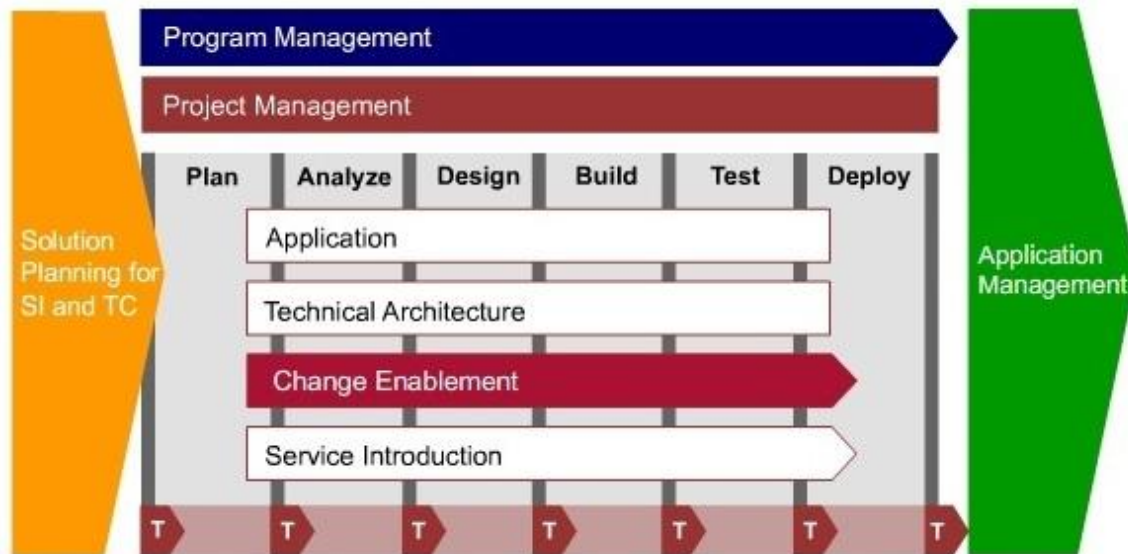 Program Management
Project Management
Plan Analyze Design Build Test Deploy
Solution
Planning for
SI and TC
Application
Technical Architecture
Change Enablement
Service Introduction
Application
Management
T T T T T T T